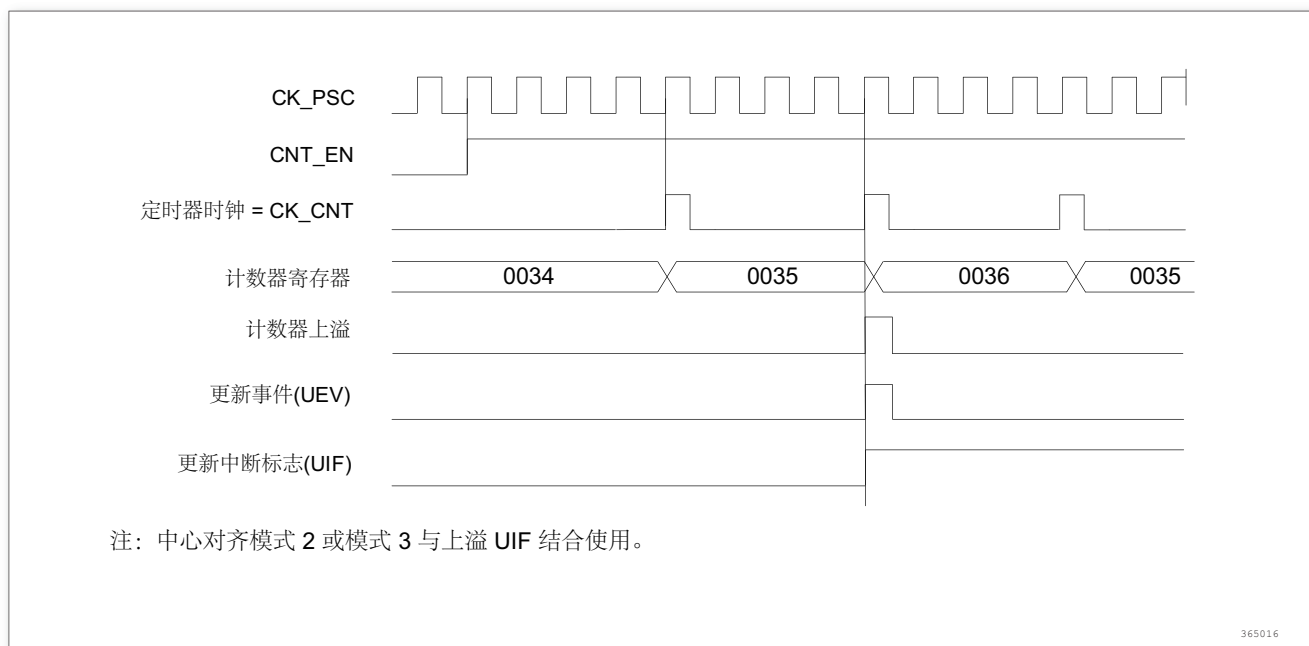 CK_PSC
CNT_EN
定时器时钟 = CK_CNT
计数器寄存器 0034 0035 0036 0035
计数器上溢
更新事件(UEV)
更新中断标志(UIF)
注：中心对齐模式 2 或模式 3 与上溢 UIF 结合使用。
365016